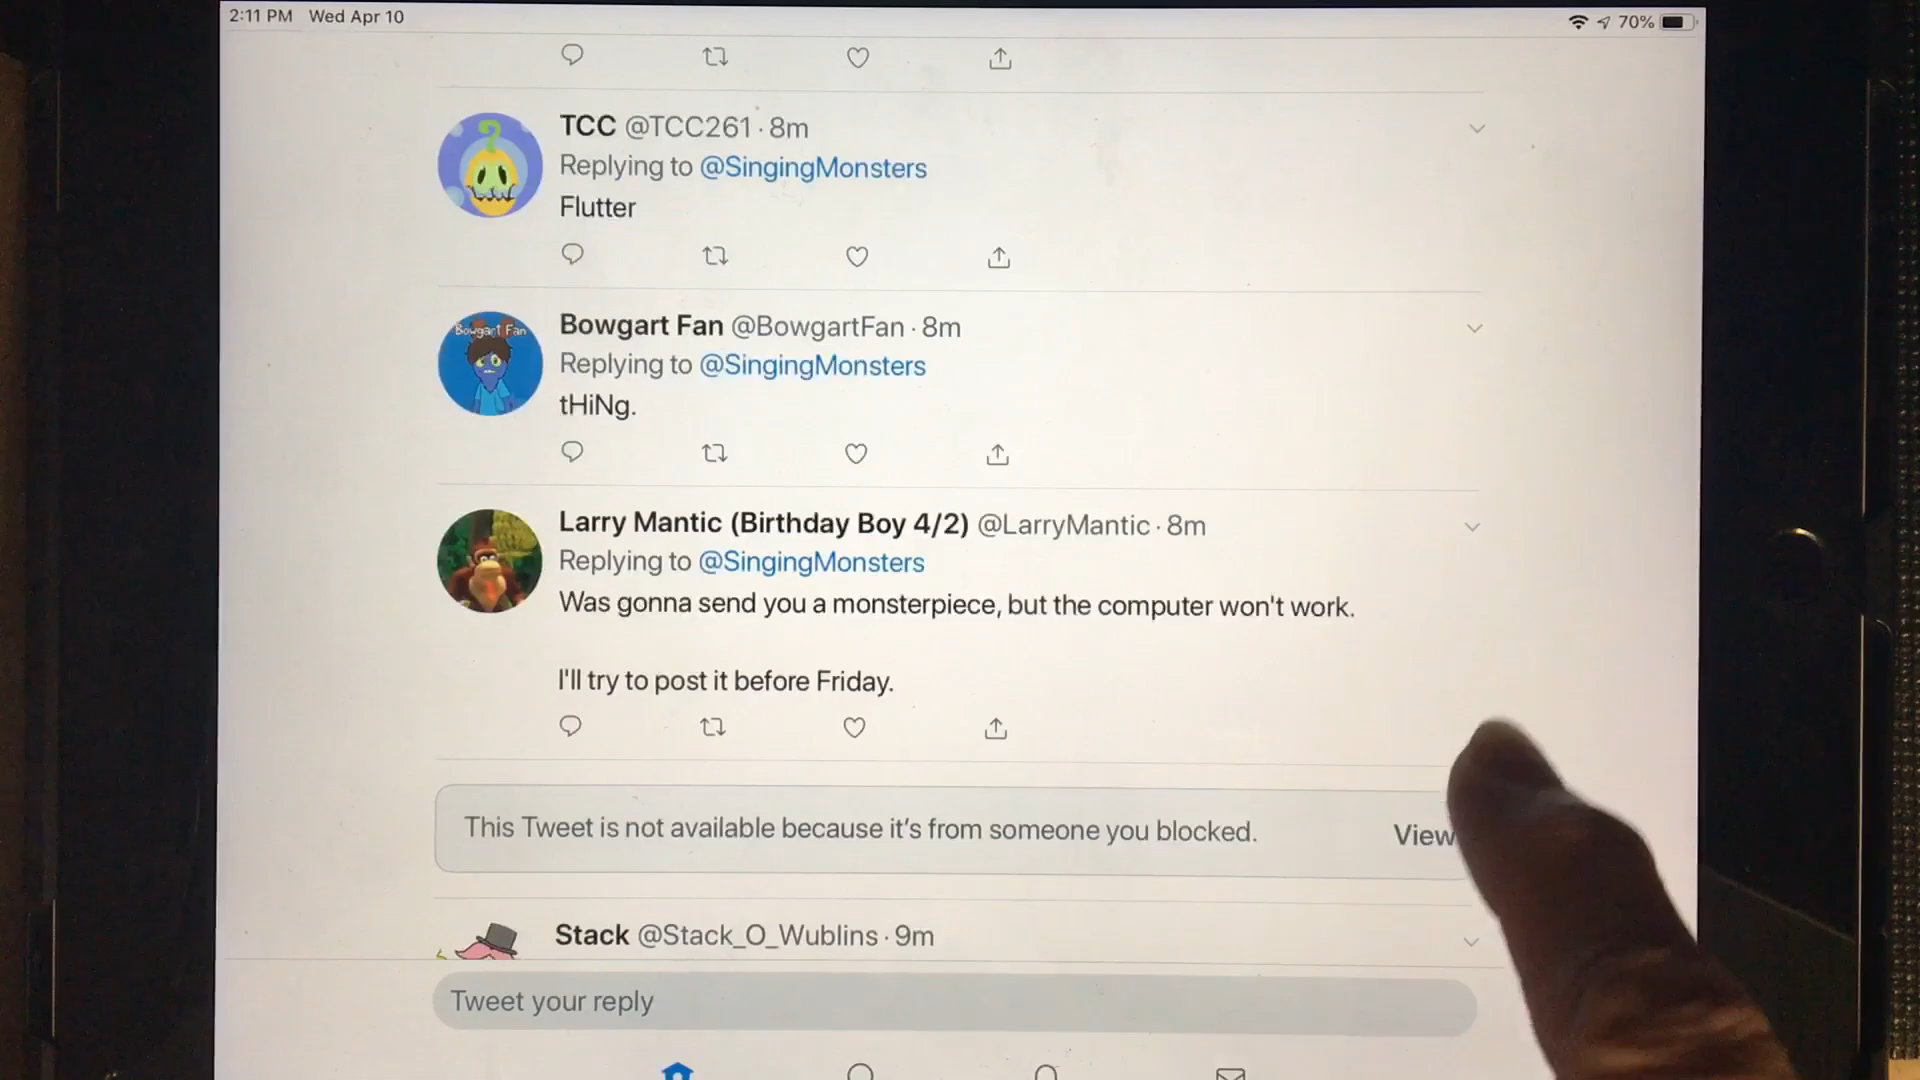 2:11 PM Wed Apr 10
70%
TCC @TCC261 · 8m
Replying to @SingingMonsters
Flutter
Bowgart Fan
Bowgart Fan @BowgartFan · 8m
Replying to @SingingMonsters
tHiNg.
Larry Mantic (Birthday Boy 4/2) @LarryMantic · 8m
Replying to @SingingMonsters
Was gonna send you a monsterpiece, but the computer won't work.
I'll try to post it before Friday.
This Tweet is not available because it's from someone you blocked.
View
Stack @Stack_O_Wublins · 9m
Tweet your reply